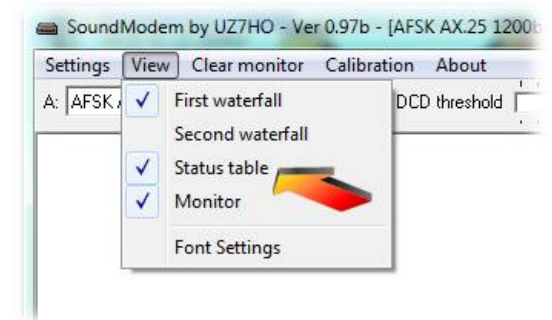 SoundModem by UZ7HO - Ver 0.97b - [AFSK AX.25 1200b
Settings View Clear monitor Calibration About
A: AFSK DCD threshold
First waterfall
Second waterfall
Status table
Monitor
Font Settings